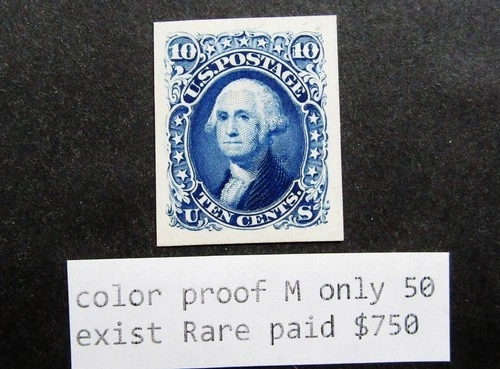 10 10
U.S. POSTAGE
TEN CENTS.
U S
color proof M only 50
exist Rare paid $750